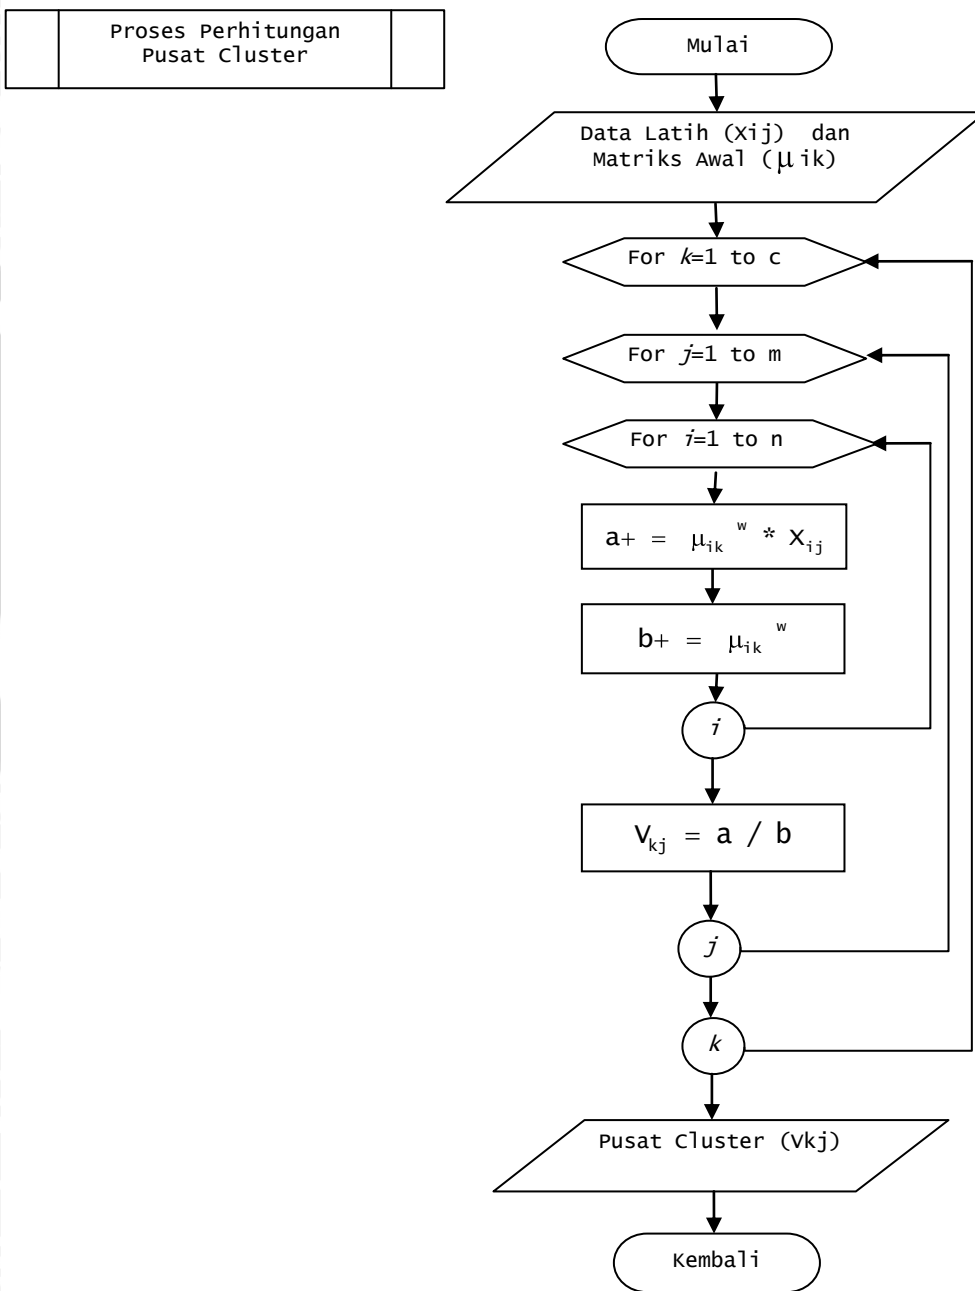 Proses Perhitungan
Pusat Cluster
Mulai
Data Latih (Xij) dan
Matriks Awal (μ ik)
For k=1 to c
For j=1 to m
For i=1 to n
a+ = μik w * Xij
b+ = μik w
i
Vkj = a / b
j
k
Pusat Cluster (Vkj)
Kembali